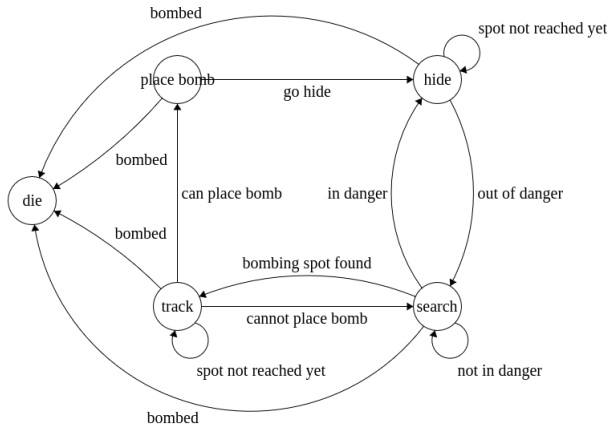 bombed
spot not reached yet
place bomb
hide
go hide
bombed
die
can place bomb
in danger
out of danger
bombed
bombing spot found
track
search
cannot place bomb
spot not reached yet
not in danger
bombed